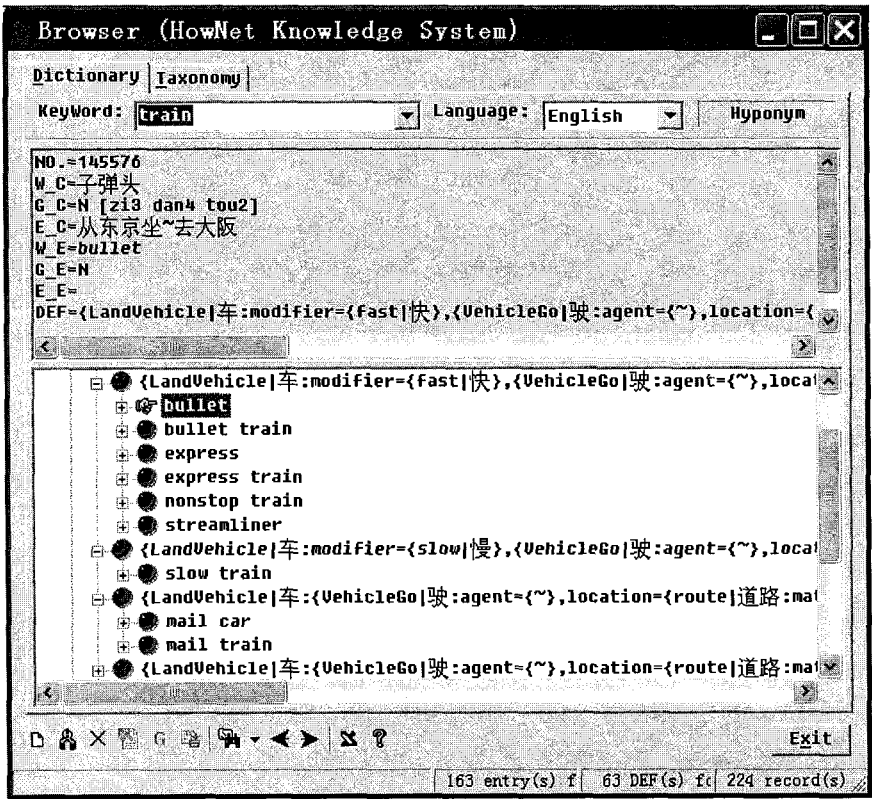 Browser (HowNet Knowledge System)
Dictionary Taxonomy
KeyWord: train Language: English Hyponym
NO.=145576
W_C=子弹头
G_C=N [zi3 dan4 tou2]
E_C=从东京坐~去大阪
W_E=bullet
G_E=N
E_E=
DEF={LandVehicle|车:modifier={fast|快},{VehicleGo|驶:agent={~},location={
{LandVehicle|车:modifier={fast|快},{VehicleGo|驶:agent={~},locat
bullet
bullet train
express
express train
nonstop train
streamliner
{LandVehicle|车:modifier={slow|慢},{VehicleGo|驶:agent={~},locat
slow train
{LandVehicle|车:{VehicleGo|驶:agent={~},location={route|道路:mat
mail car
mail train
{LandVehicle|车:{VehicleGo|驶:agent={~},location={route|道路:mat
G ?
Exit
163 entry(s) f 63 DEF(s) fo 224 record(s)